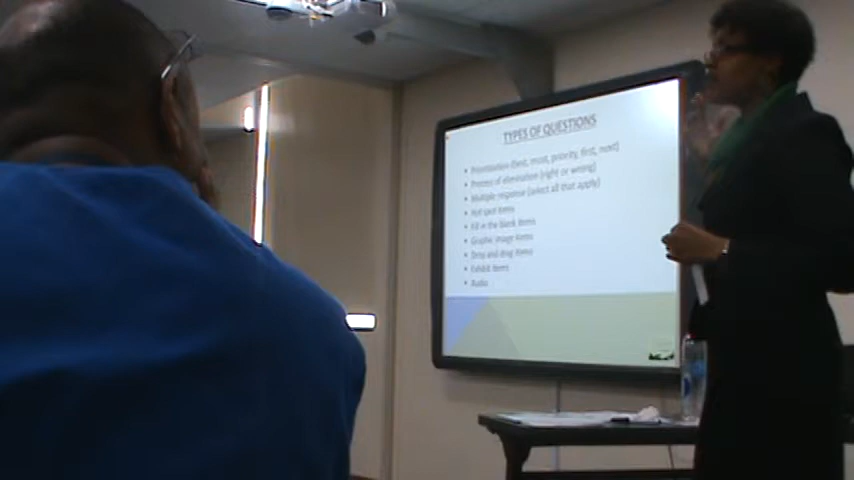 TYPES OF QUESTIONS
• Prioritization (best, most, priority, first, next)
• Process of elimination (right or wrong)
• Multiple response (select all that apply)
• Hot spot items
• Fill in the blank items
• Graphic image items
• Drop and drag items
• Exhibit items
• Audio